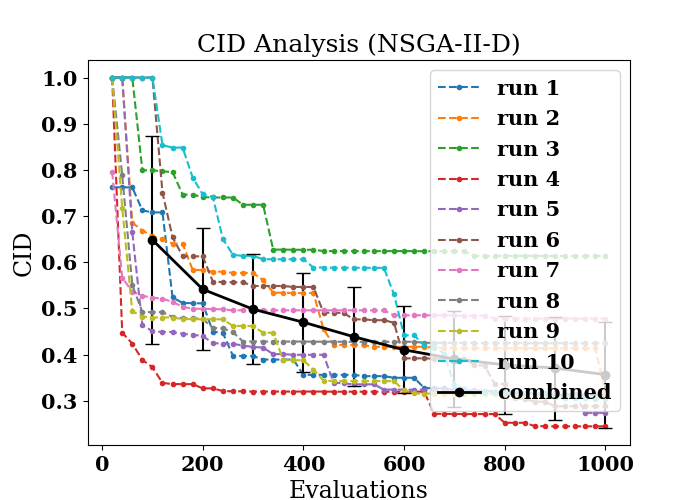 CID Analysis (NSGA-II-D)
1.0
0.9
0.8
0.7
0.6
0.5
0.4
0.3
CID
0
200
400
600
800
1000
Evaluations
run 1
run 2
run 3
run 4
run 5
run 6
run 7
run 8
run 9
run 10
combined